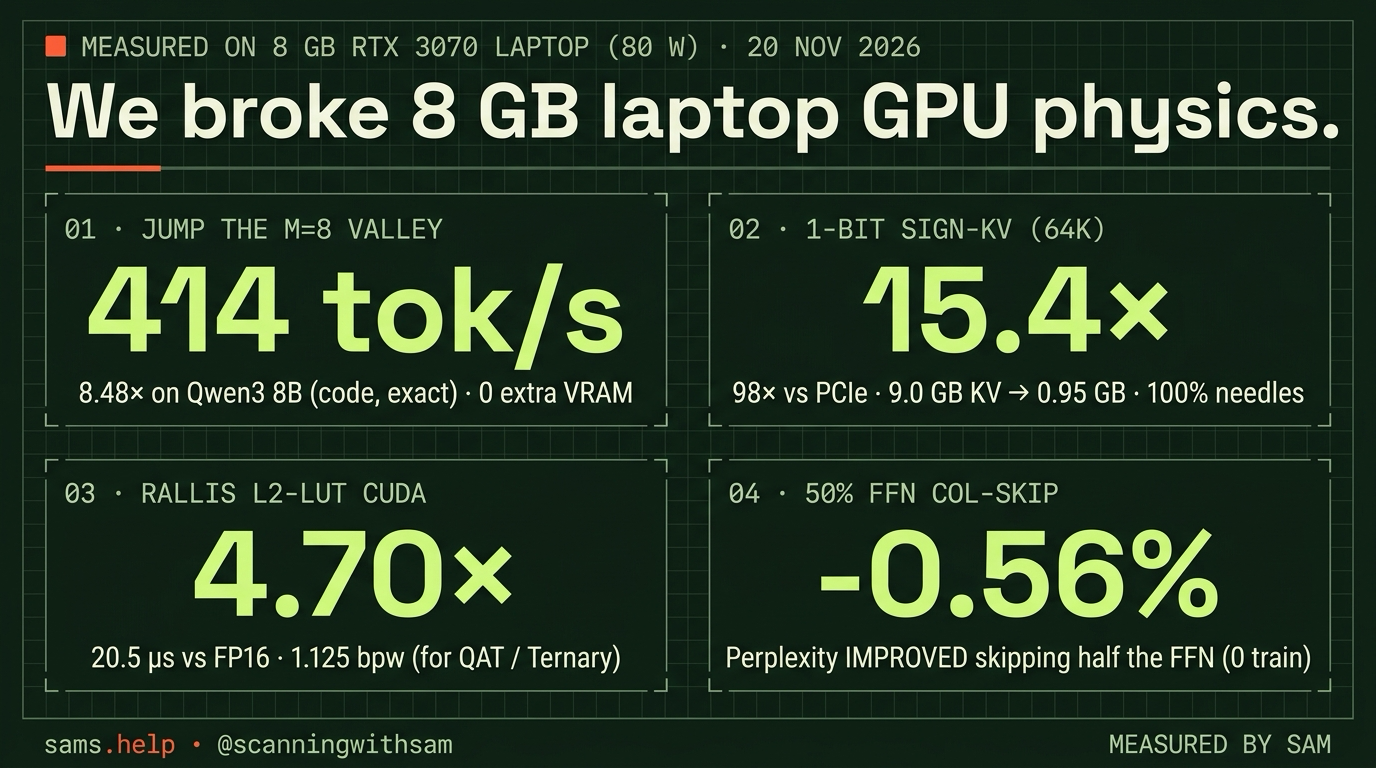 MEASURED ON 8 GB RTX 3070 LAPTOP (80 W) · 20 NOV 2026
We broke 8 GB laptop GPU physics.
01 · JUMP THE M=8 VALLEY
414 tok/s
8.48× on Qwen3 8B (code, exact) · 0 extra VRAM
02 · 1-BIT SIGN-KV (64K)
15.4×
98× vs PCIe · 9.0 GB KV → 0.95 GB · 100% needles
03 · RALLIS L2-LUT CUDA
4.70×
20.5 µs vs FP16 · 1.125 bpw (for QAT / Ternary)
04 · 50% FFN COL-SKIP
-0.56%
Perplexity IMPROVED skipping half the FFN (0 train)
sams.help • @scanningwithsam
MEASURED BY SAM